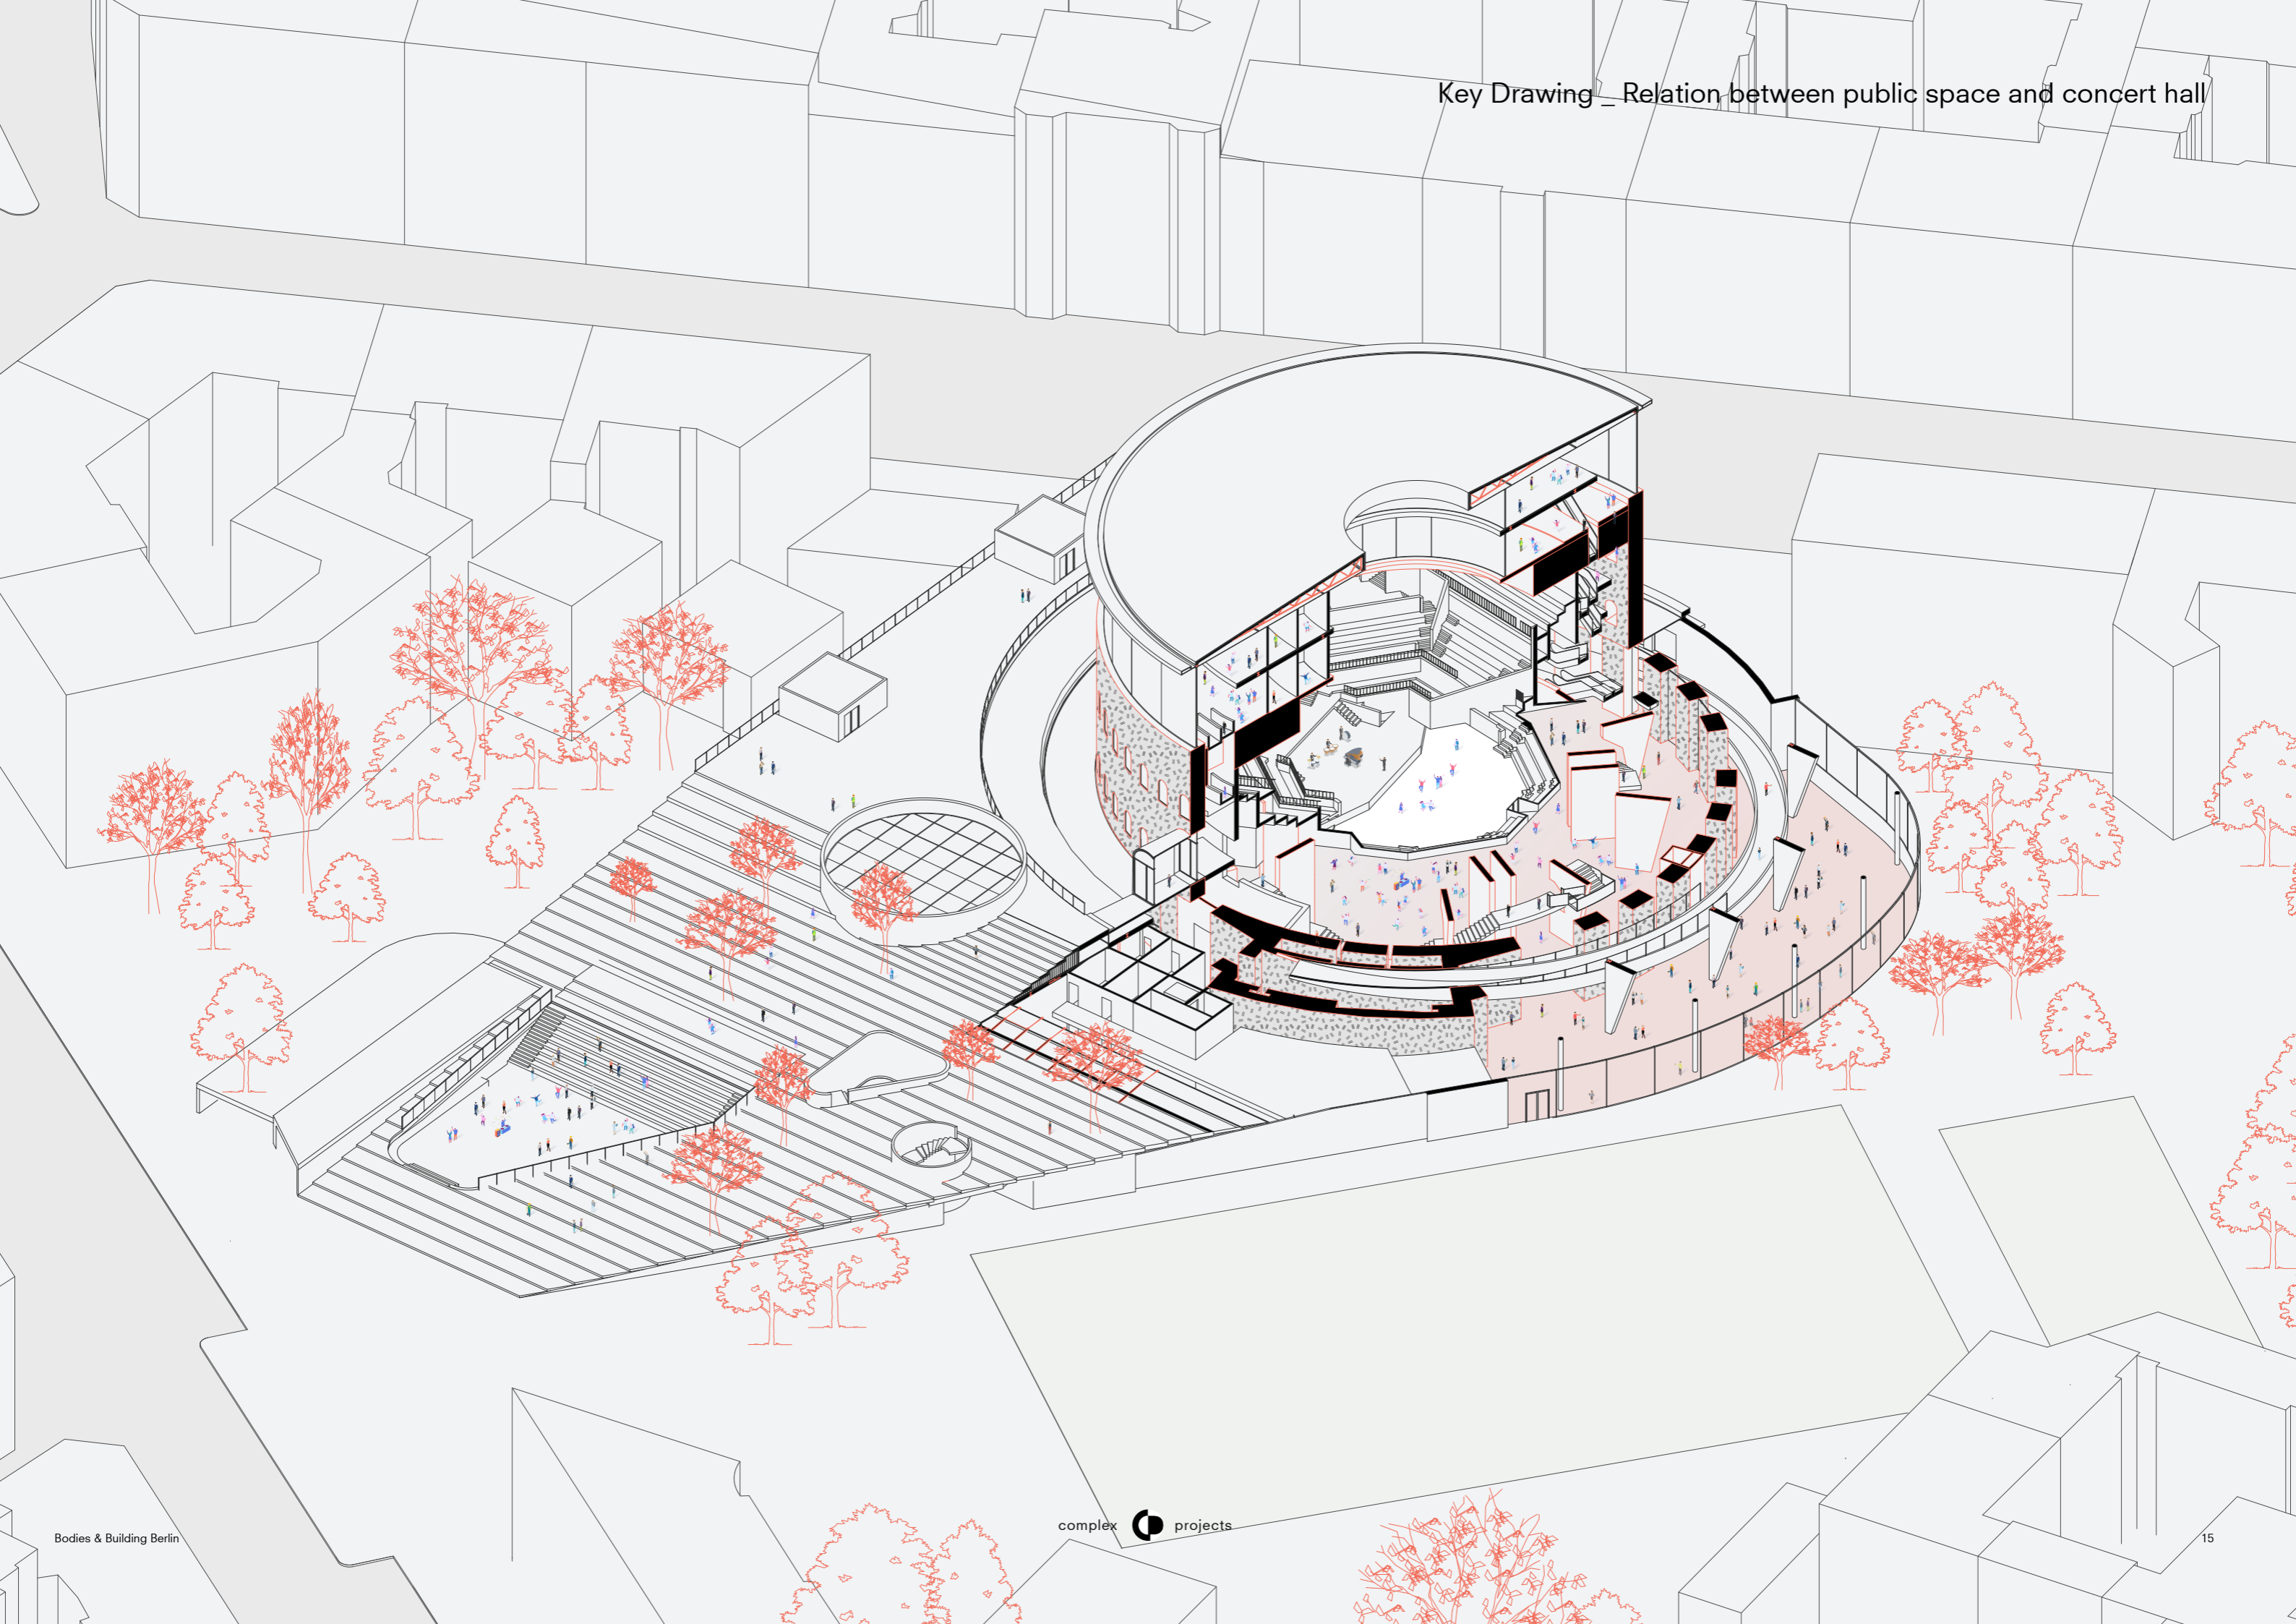 Key Drawing _ Relation between public space and concert hall
Bodies & Building Berlin
complex projects
15